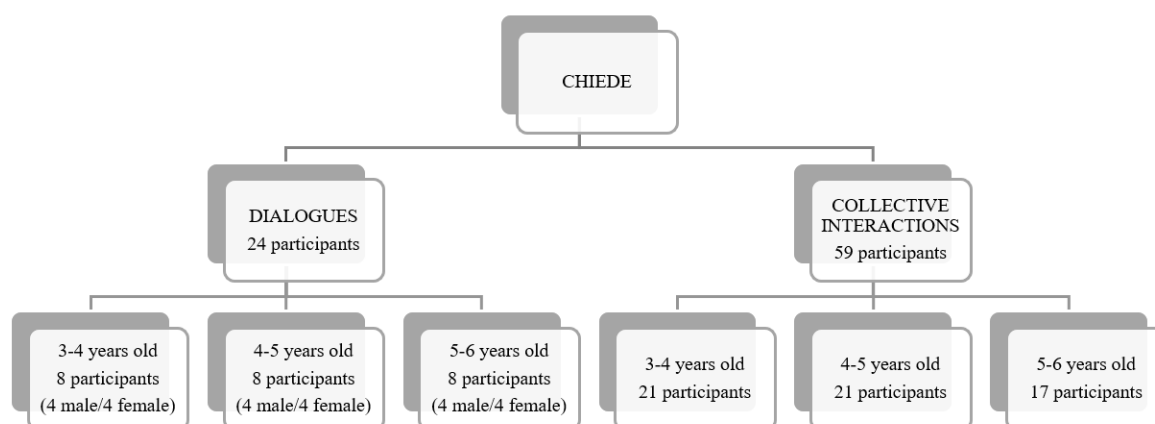 CHIEDE
DIALOGUES
24 participants
COLLECTIVE
INTERACTIONS
59 participants
3-4 years old
8 participants
(4 male/4 female)
4-5 years old
8 participants
(4 male/4 female)
5-6 years old
8 participants
(4 male/4 female)
3-4 years old
21 participants
4-5 years old
21 participants
5-6 years old
17 participants